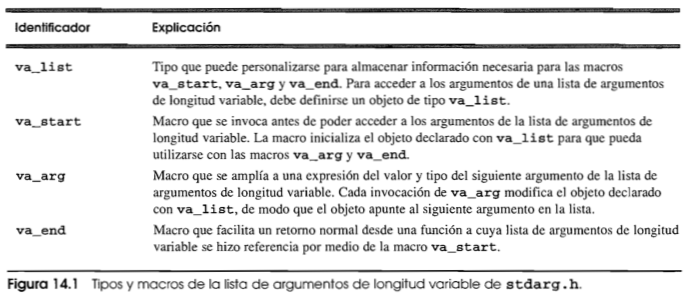 Identificador Explicación
va_list Tipo que puede personalizarse para almacenar información necesaria para las macros
va_start, va_arg y va_end. Para acceder a los argumentos de una lista de argumentos
de longitud variable, debe definirse un objeto de tipo va_list.
va_start Macro que se invoca antes de poder acceder a los argumentos de la lista de argumentos de
longitud variable. La macro inicializa el objeto declarado con va_list para que pueda
utilizarse con las macros va_arg y va_end.
va_arg Macro que se amplía a una expresión del valor y tipo del siguiente argumento de la lista de
argumentos de longitud variable. Cada invocación de va_arg modifica el objeto declarado
con va_list, de modo que el objeto apunte al siguiente argumento en la lista.
va_end Macro que facilita un retorno normal desde una función a cuya lista de argumentos de longitud
variable se hizo referencia por medio de la macro va_start.
Figura 14.1 Tipos y macros de la lista de argumentos de longitud variable de stdarg.h.